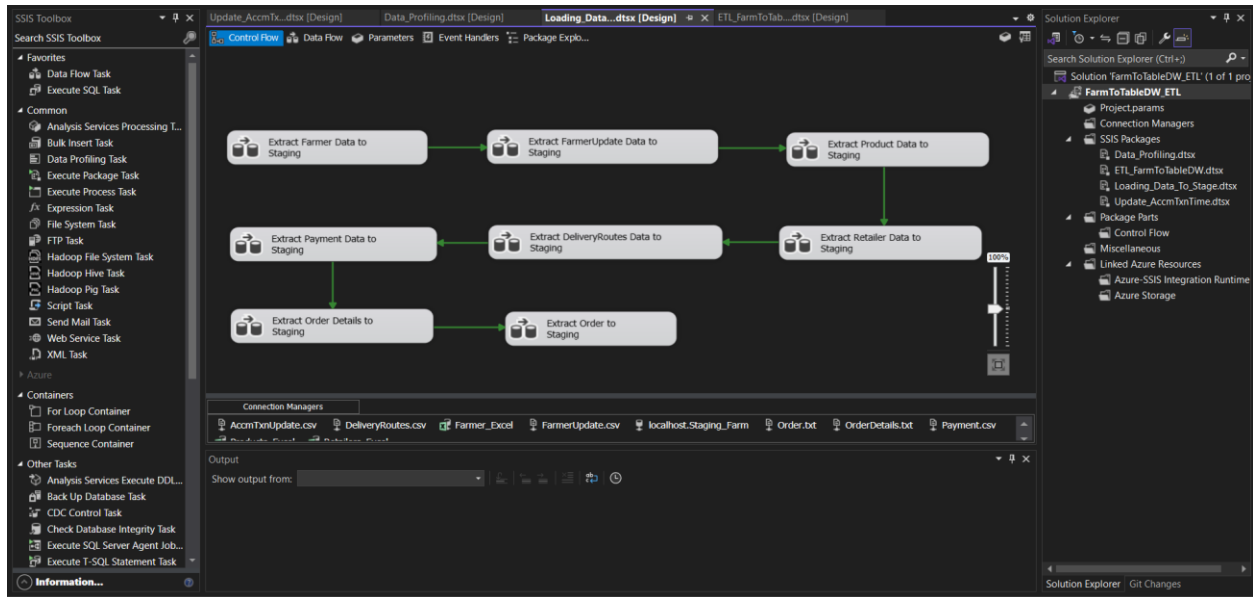 SSIS Toolbox
Search SSIS Toolbox
Favorites
Data Flow Task
Execute SQL Task
Common
Analysis Services Processing T...
Bulk Insert Task
Data Profiling Task
Execute Package Task
Execute Process Task
Expression Task
File System Task
FTP Task
Hadoop File System Task
Hadoop Hive Task
Hadoop Pig Task
Script Task
Send Mail Task
Web Service Task
XML Task
Azure
Containers
For Loop Container
Foreach Loop Container
Sequence Container
Other Tasks
Analysis Services Execute DDL...
Back Up Database Task
CDC Control Task
Check Database Integrity Task
Execute SQL Server Agent Job...
Execute T-SQL Statement Task
Information...
Update_AccmTx...dtsx [Design]
Data_Profiling.dtsx [Design]
Loading_Data...dtsx [Design]
ETL_FarmToTab....dtsx [Design]
Control Flow
Data Flow
Parameters
Event Handlers
Package Explo...
Extract Farmer Data to
Staging
Extract FarmerUpdate Data to
Staging
Extract Product Data to
Staging
Extract Payment Data to
Staging
Extract DeliveryRoutes Data to
Staging
Extract Retailer Data to
Staging
Extract Order Details to
Staging
Extract Order to
Staging
100%
Connection Managers
AccmTxnUpdate.csv
DeliveryRoutes.csv
Farmer_Excel
FarmerUpdate.csv
localhost.Staging_Farm
Order.txt
OrderDetails.txt
Payment.csv
Output
Show output from:
Solution Explorer
Search Solution Explorer (Ctrl+;)
Solution 'FarmToTableDW_ETL' (1 of 1 pro
FarmToTableDW_ETL
Project.params
Connection Managers
SSIS Packages
Data_Profiling.dtsx
ETL_FarmToTableDW.dtsx
Loading_Data_To_Stage.dtsx
Update_AccmTxnTime.dtsx
Package Parts
Control Flow
Miscellaneous
Linked Azure Resources
Azure-SSIS Integration Runtime
Azure Storage
Solution Explorer
Git Changes